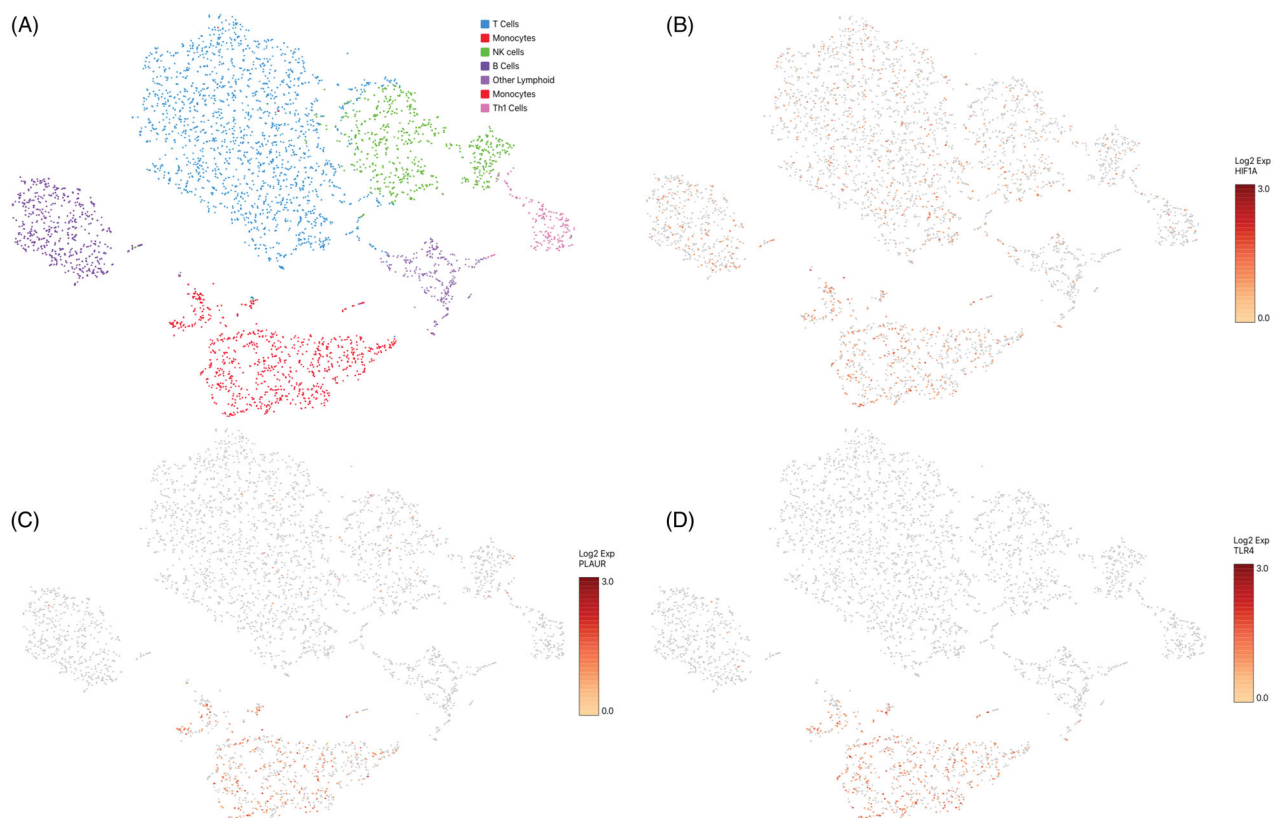 (A)
T Cells
Monocytes
NK cells
B Cells
Other Lymphoid
Monocytes
Th1 Cells
(B)
Log2 Exp
HIF1A
3.0
0.0
(C)
Log2 Exp
PLAUR
3.0
0.0
(D)
Log2 Exp
TLR4
3.0
0.0